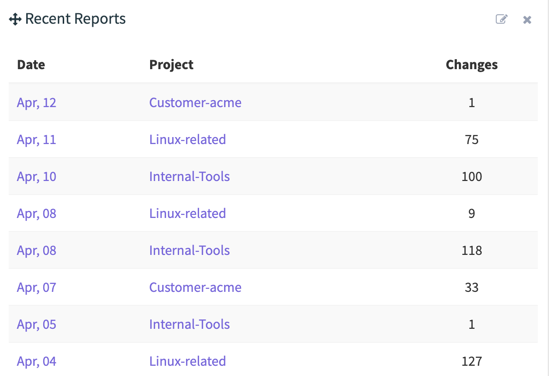 Recent Reports
Date Project Changes
Apr, 12 Customer-acme 1
Apr, 11 Linux-related 75
Apr, 10 Internal-Tools 100
Apr, 08 Linux-related 9
Apr, 08 Internal-Tools 118
Apr, 07 Customer-acme 33
Apr, 05 Internal-Tools 1
Apr, 04 Linux-related 127